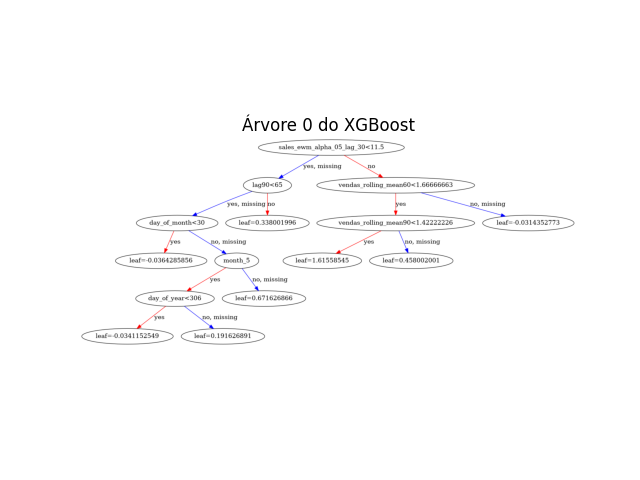 Árvore 0 do XGBoost
sales_ewm_alpha_05_lag_30<11.5
yes, missing
no
lag90<65
vendas_rolling_mean60<1.66666663
yes, missing
no
yes
no, missing
day_of_month<30
leaf=0.338001996
vendas_rolling_mean90<1.42222226
leaf=-0.0314352773
yes
no, missing
yes
no, missing
leaf=-0.0364285856
month_5
leaf=1.61558545
leaf=0.458002001
yes
no, missing
day_of_year<306
leaf=0.671626866
yes
no, missing
leaf=-0.0341152549
leaf=0.191626891